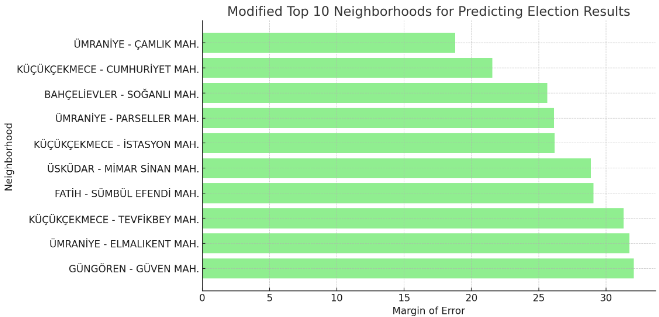 Modified Top 10 Neighborhoods for Predicting Election Results
ÜMRANİYE - ÇAMLIK MAH.
KÜÇÜKÇEKMECE - CUMHURİYET MAH.
BAHÇELİEVLER - SOĞANLI MAH.
ÜMRANİYE - PARSELLER MAH.
KÜÇÜKÇEKMECE - İSTASYON MAH.
ÜSKÜDAR - MİMAR SİNAN MAH.
FATİH - SÜMBÜL EFENDİ MAH.
KÜÇÜKÇEKMECE - TEVFİKBEY MAH.
ÜMRANİYE - ELMALIKENT MAH.
GÜNGÖREN - GÜVEN MAH.
Neighborhood
0 5 10 15 20 25 30
Margin of Error